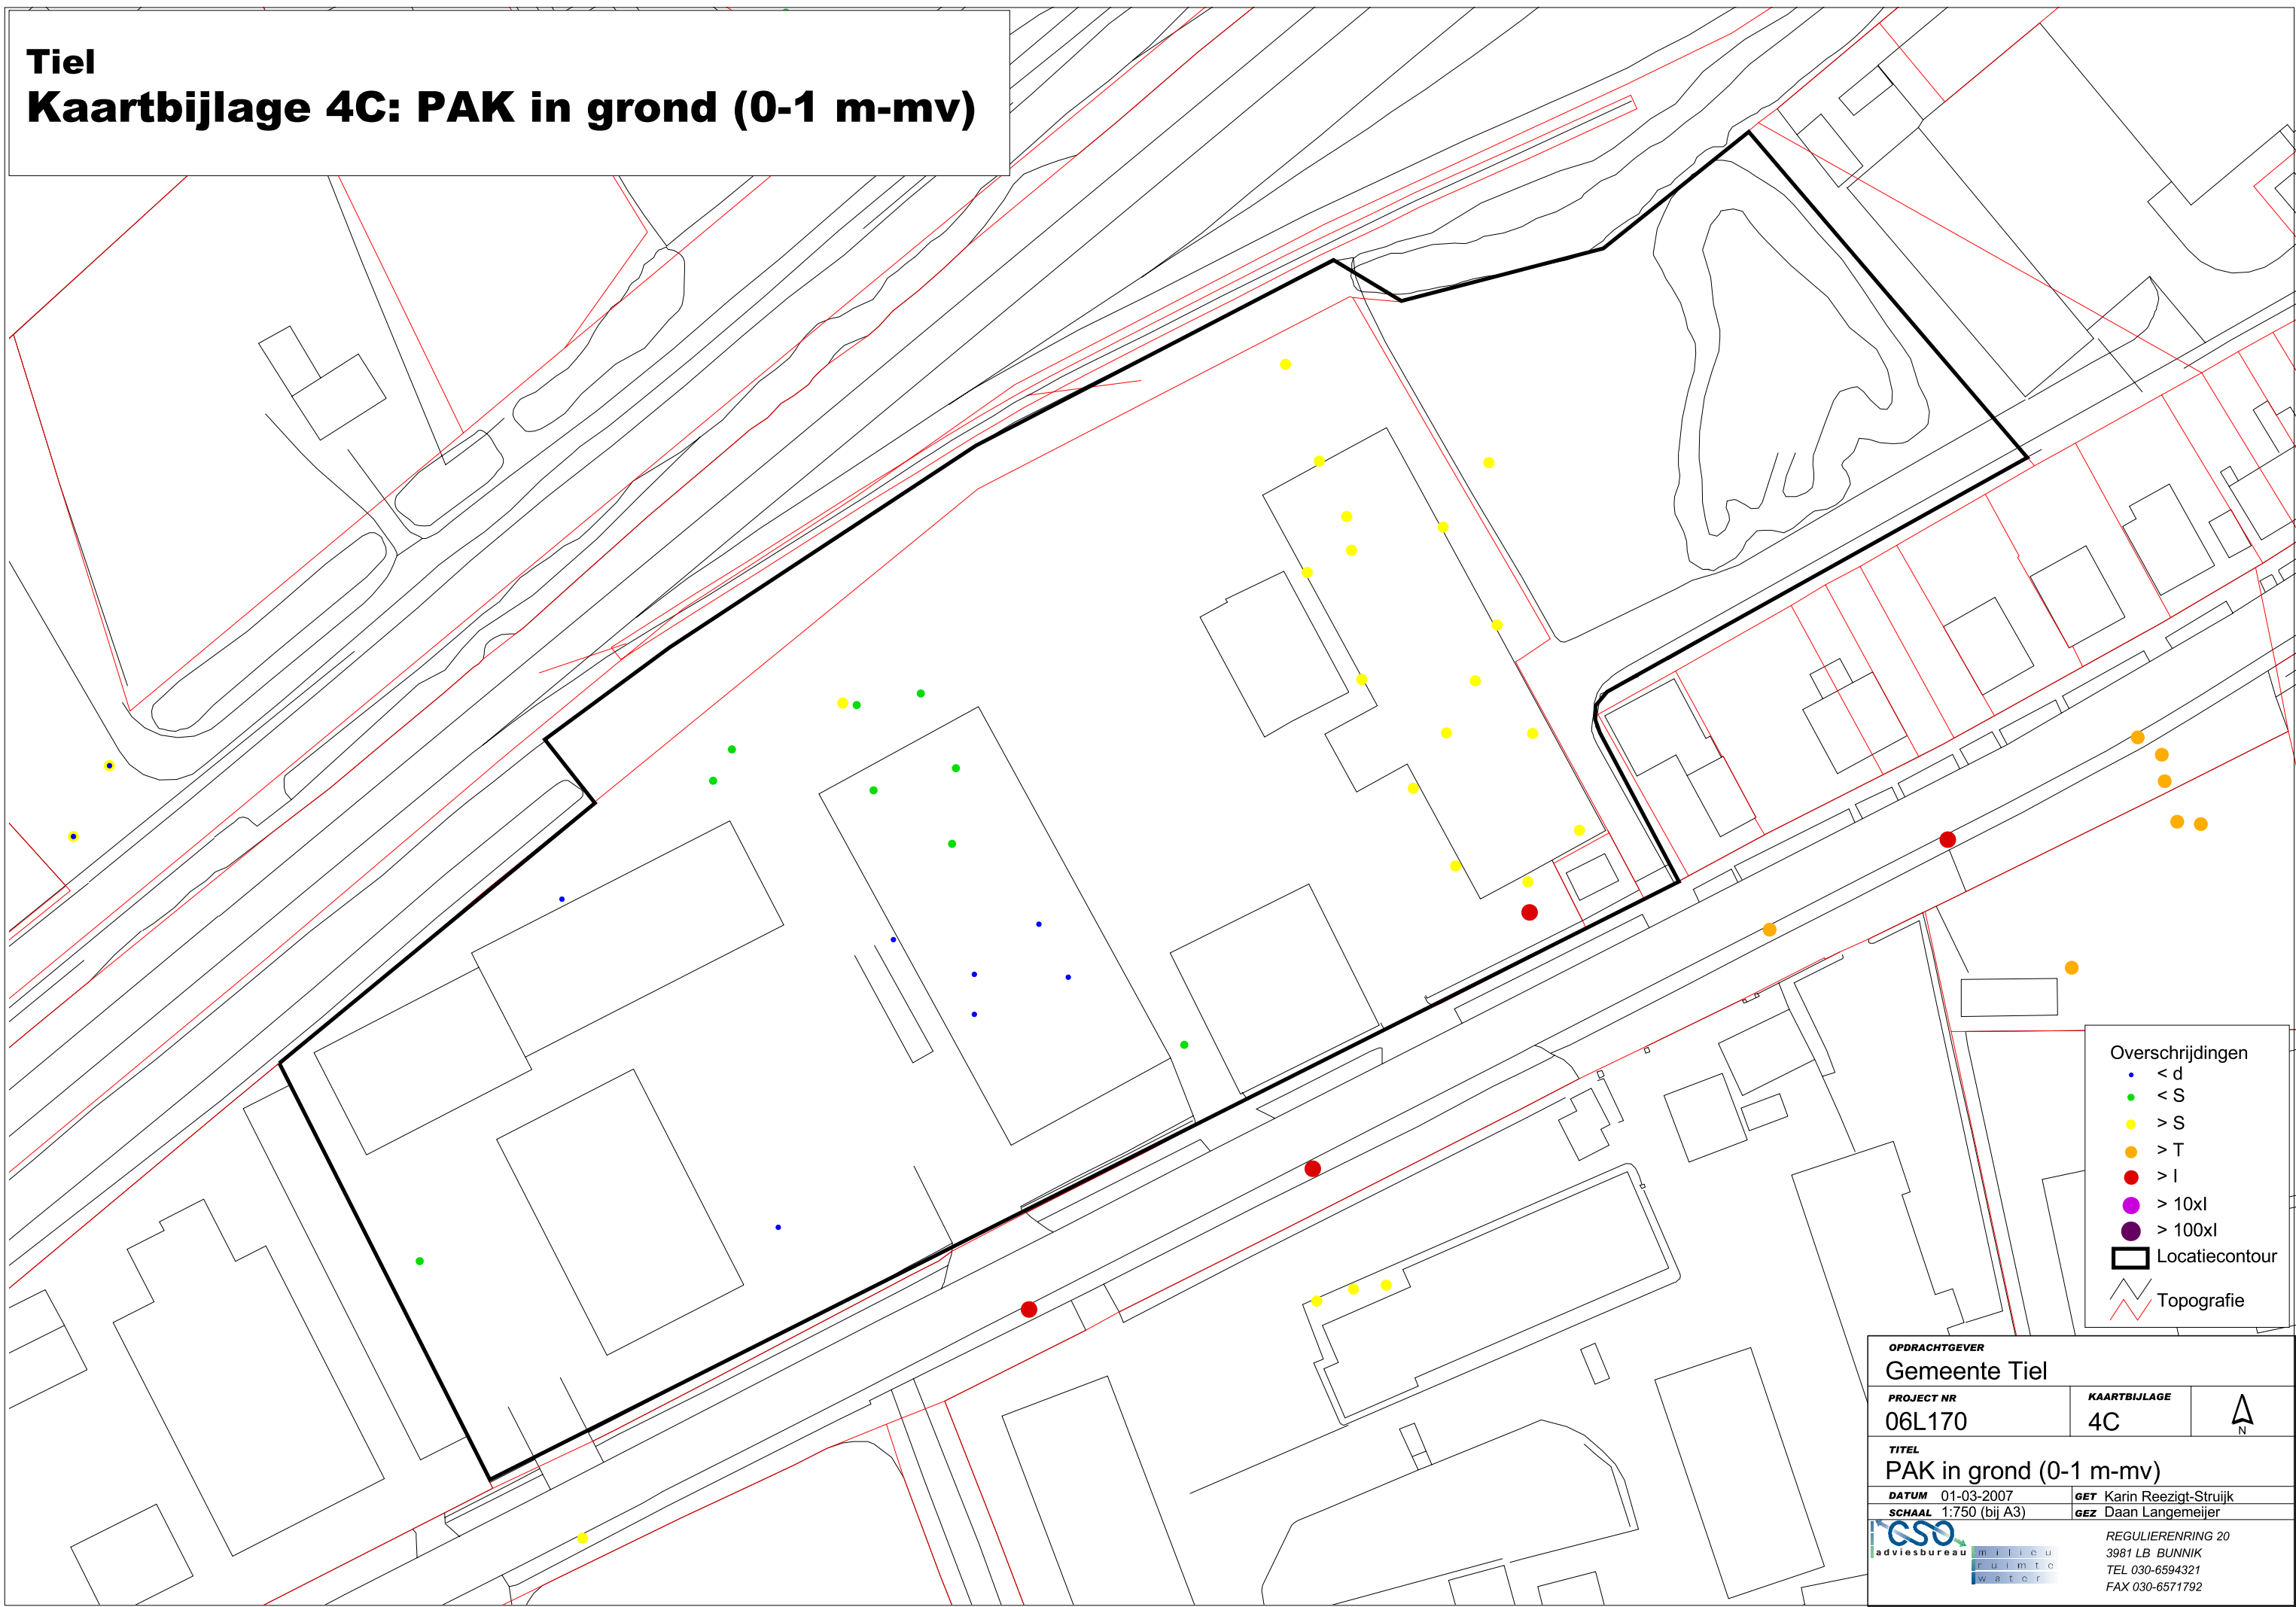 Tiel
Kaartbijlage 4C: PAK in grond (0-1 m-mv)
Overschrijdingen
< d
< S
> S
> T
> I
> 10xI
> 100xI
Locatiecontour
Topografie
OPDRACHTGEVER
Gemeente Tiel
PROJECT NR
06L170
KAARTBIJLAGE
4C
N
TITEL
PAK in grond (0-1 m-mv)
DATUM 01-03-2007
GET Karin Reezigt-Struijk
SCHAAL 1:750 (bij A3)
GEZ Daan Langemeijer
CSO
adviesbureau
milieu
ruimte
water
REGULIERENRING 20
3981 LB BUNNIK
TEL 030-6594321
FAX 030-6571792